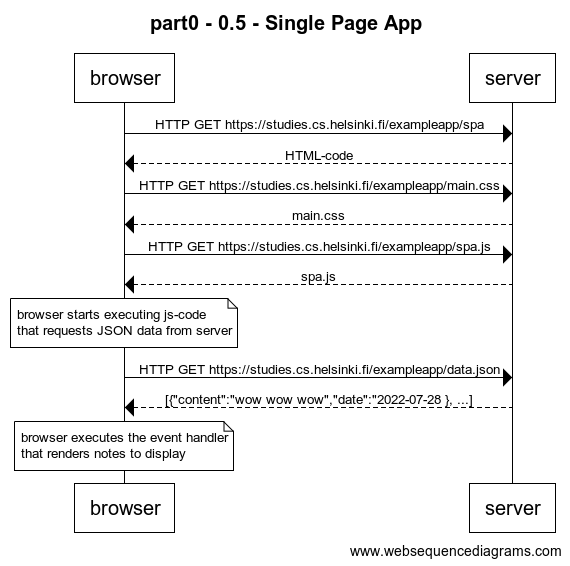 part0 - 0.5 - Single Page App
browser
server
HTTP GET https://studies.cs.helsinki.fi/exampleapp/spa
HTML-code
HTTP GET https://studies.cs.helsinki.fi/exampleapp/main.css
main.css
HTTP GET https://studies.cs.helsinki.fi/exampleapp/spa.js
spa.js
browser starts executing js-code
that requests JSON data from server
HTTP GET https://studies.cs.helsinki.fi/exampleapp/data.json
[{"content":"wow wow wow","date":"2022-07-28 }, ...]
browser executes the event handler
that renders notes to display
browser
server
www.websequencediagrams.com